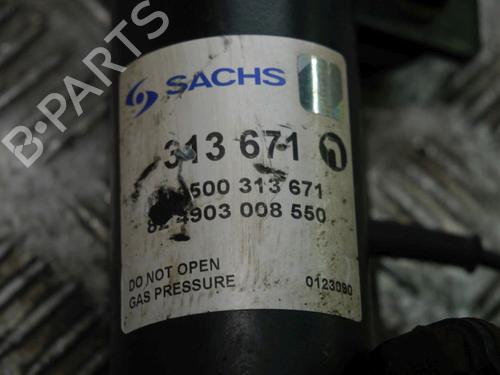 B-PARTS
SACHS
313 671
500 313 671
4903 008 550
DO NOT OPEN
GAS PRESSURE
0123090